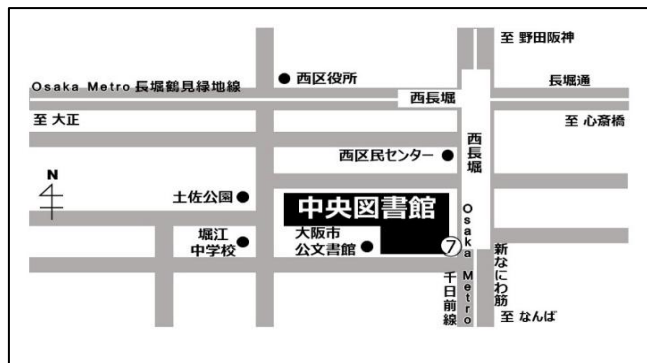 至 野田阪神
西区役所
Osaka Metro 長堀鶴見緑地線
長堀通
西長堀
至 大正
至 心斎橋
西長堀
西区民センター
N
土佐公園
中央図書館
堀江
中学校
大阪市
公文書館
7
Osaka Metro
千日前線
新なにわ筋
至 なんば